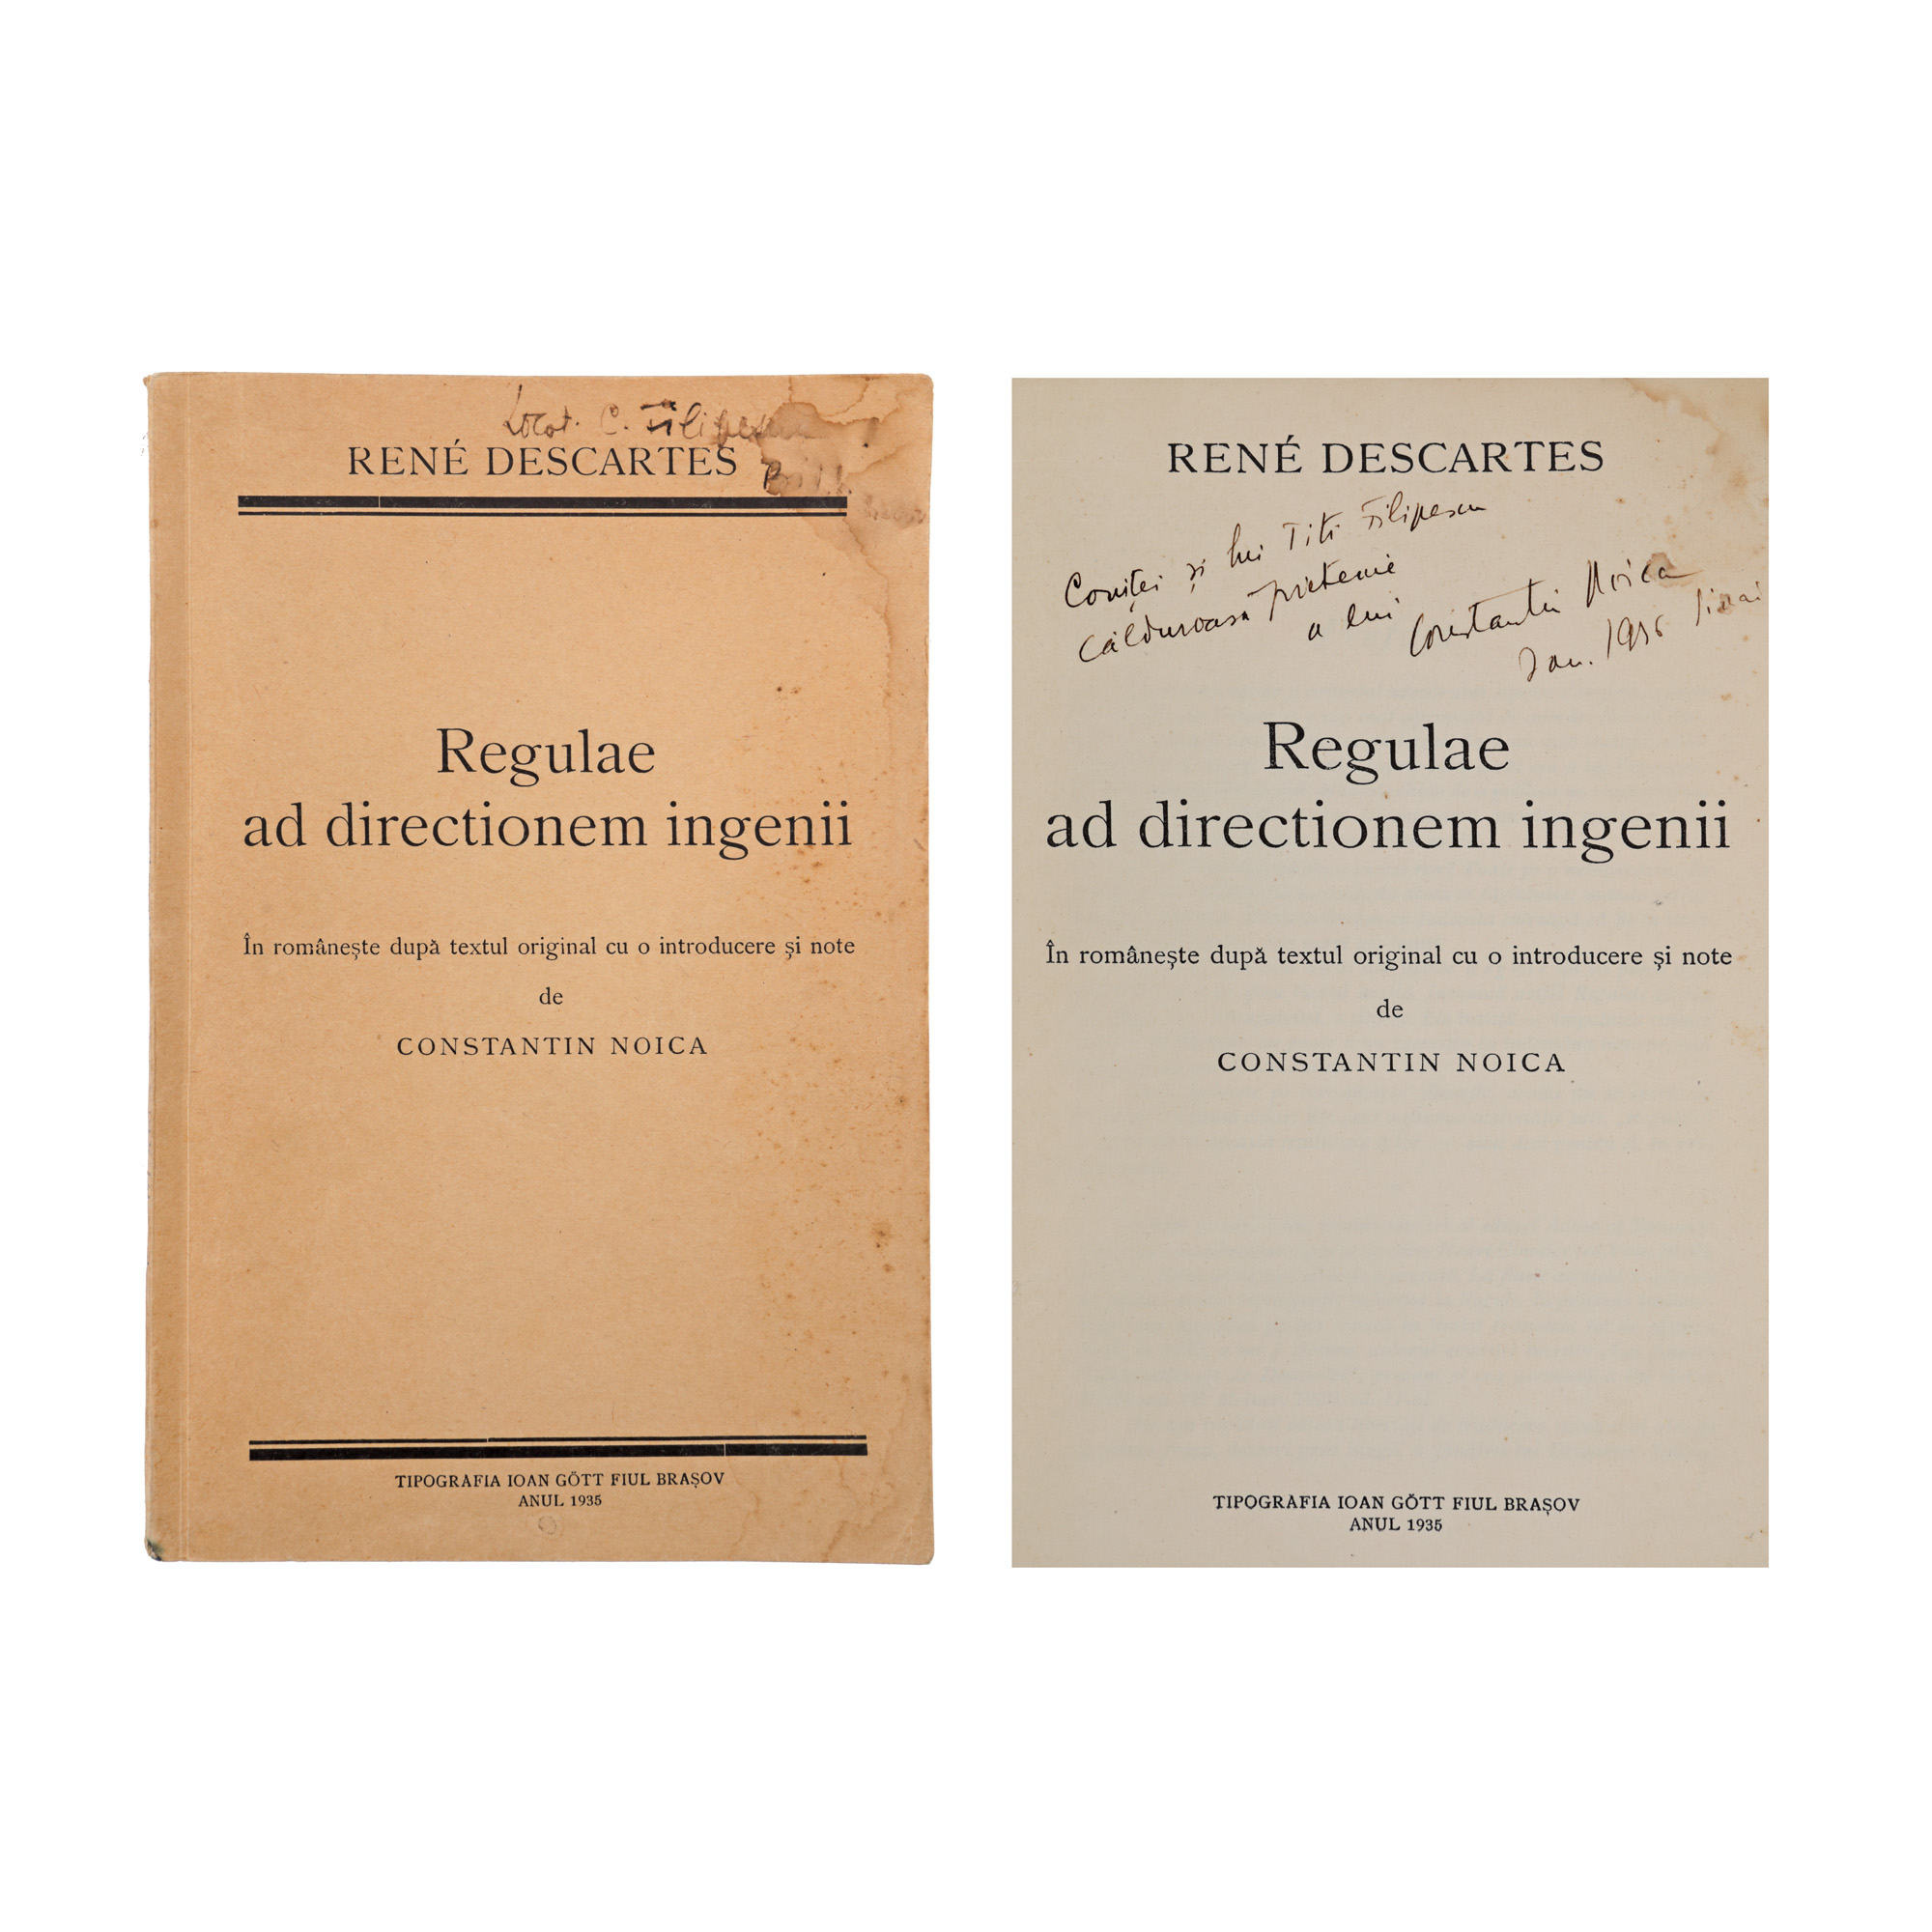 Locot. C. Filipescu
RENÉ DESCARTES
Regulae
ad directionem ingenii
În românește după textul original cu o introducere și note
de
CONSTANTIN NOICA
TIPOGRAFIA IOAN GÖTT FIUL BRAȘOV
ANUL 1935
RENÉ DESCARTES
și lui Titi Filipescu
călduroasă prietenie
a lui Constantin Noica
Ian. 1936
Regulae
ad directionem ingenii
În românește după textul original cu o introducere și note
de
CONSTANTIN NOICA
TIPOGRAFIA IOAN GÖTT FIUL BRAȘOV
ANUL 1935